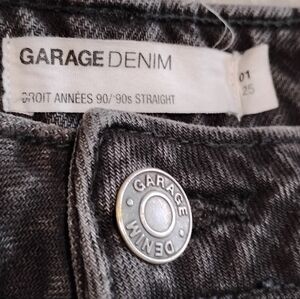 GARAGE DENIM
DROIT ANNÉES 90/'90s STRAIGHT
01
25
GARAGE
DENIM